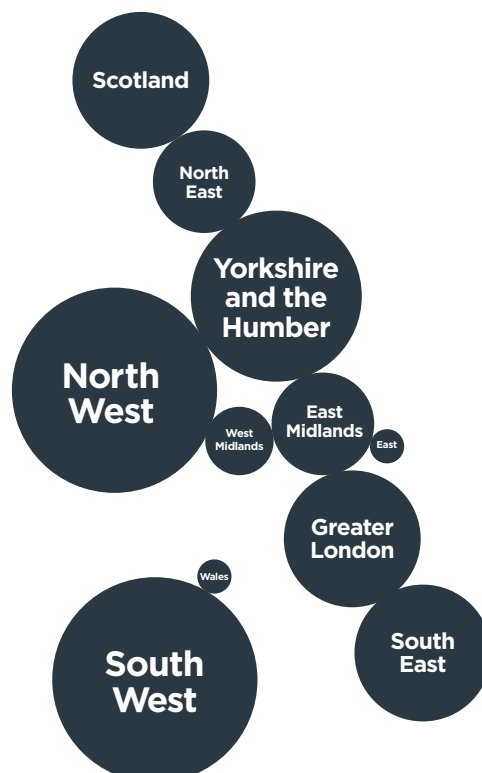 Scotland
North
East
Yorkshire
and the
Humber
North
West
East
Midlands
West
Midlands
East
Greater
London
Wales
South
East
South
West